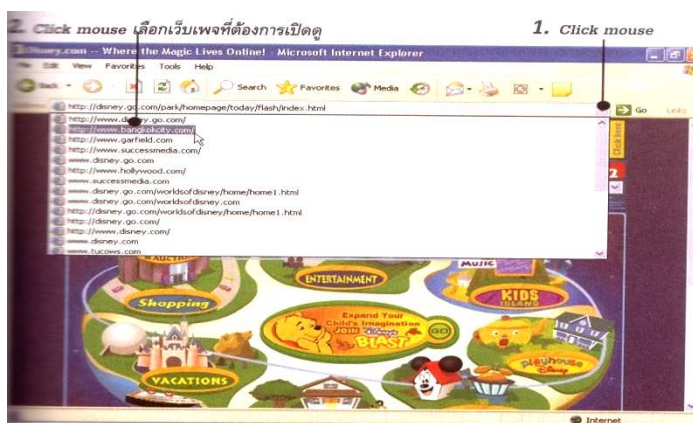 2. Click mouse เลือกเว็บเพจที่ต้องการเปิดดู
1. Click mouse
Disney.com -- Where the Magic Lives Online! - Microsoft Internet Explorer
File Edit View Favorites Tools Help
Back Search Favorites Media
http://disney.go.com/park/homepage/today/flash/index.html
Go Links
http://www.disney.go.com/
http://www.bangkokcity.com/
http://www.garfield.com
http://www.successmedia.com/
www.disney.go.com
http://www.hollywood.com/
www.successmedia.com
www.disney.go.com/worldsofdisney/home/home1.html
www.disney.go.com/worldsofdisney/disney.com
http://disney.go.com/worldsofdisney/home/home1.html
http://disney.go.com/
http://www.disney.com/
www.disney.com
www.tucows.com
Click here
2
AUCTIONS
MUSIC
ENTERTAINMENT
KIDS
ISLAND
Shopping
Expand Your
Child's Imagination
JOIN Disney's
BLAST
GO
playhouse
Disney
VACATIONS
Internet